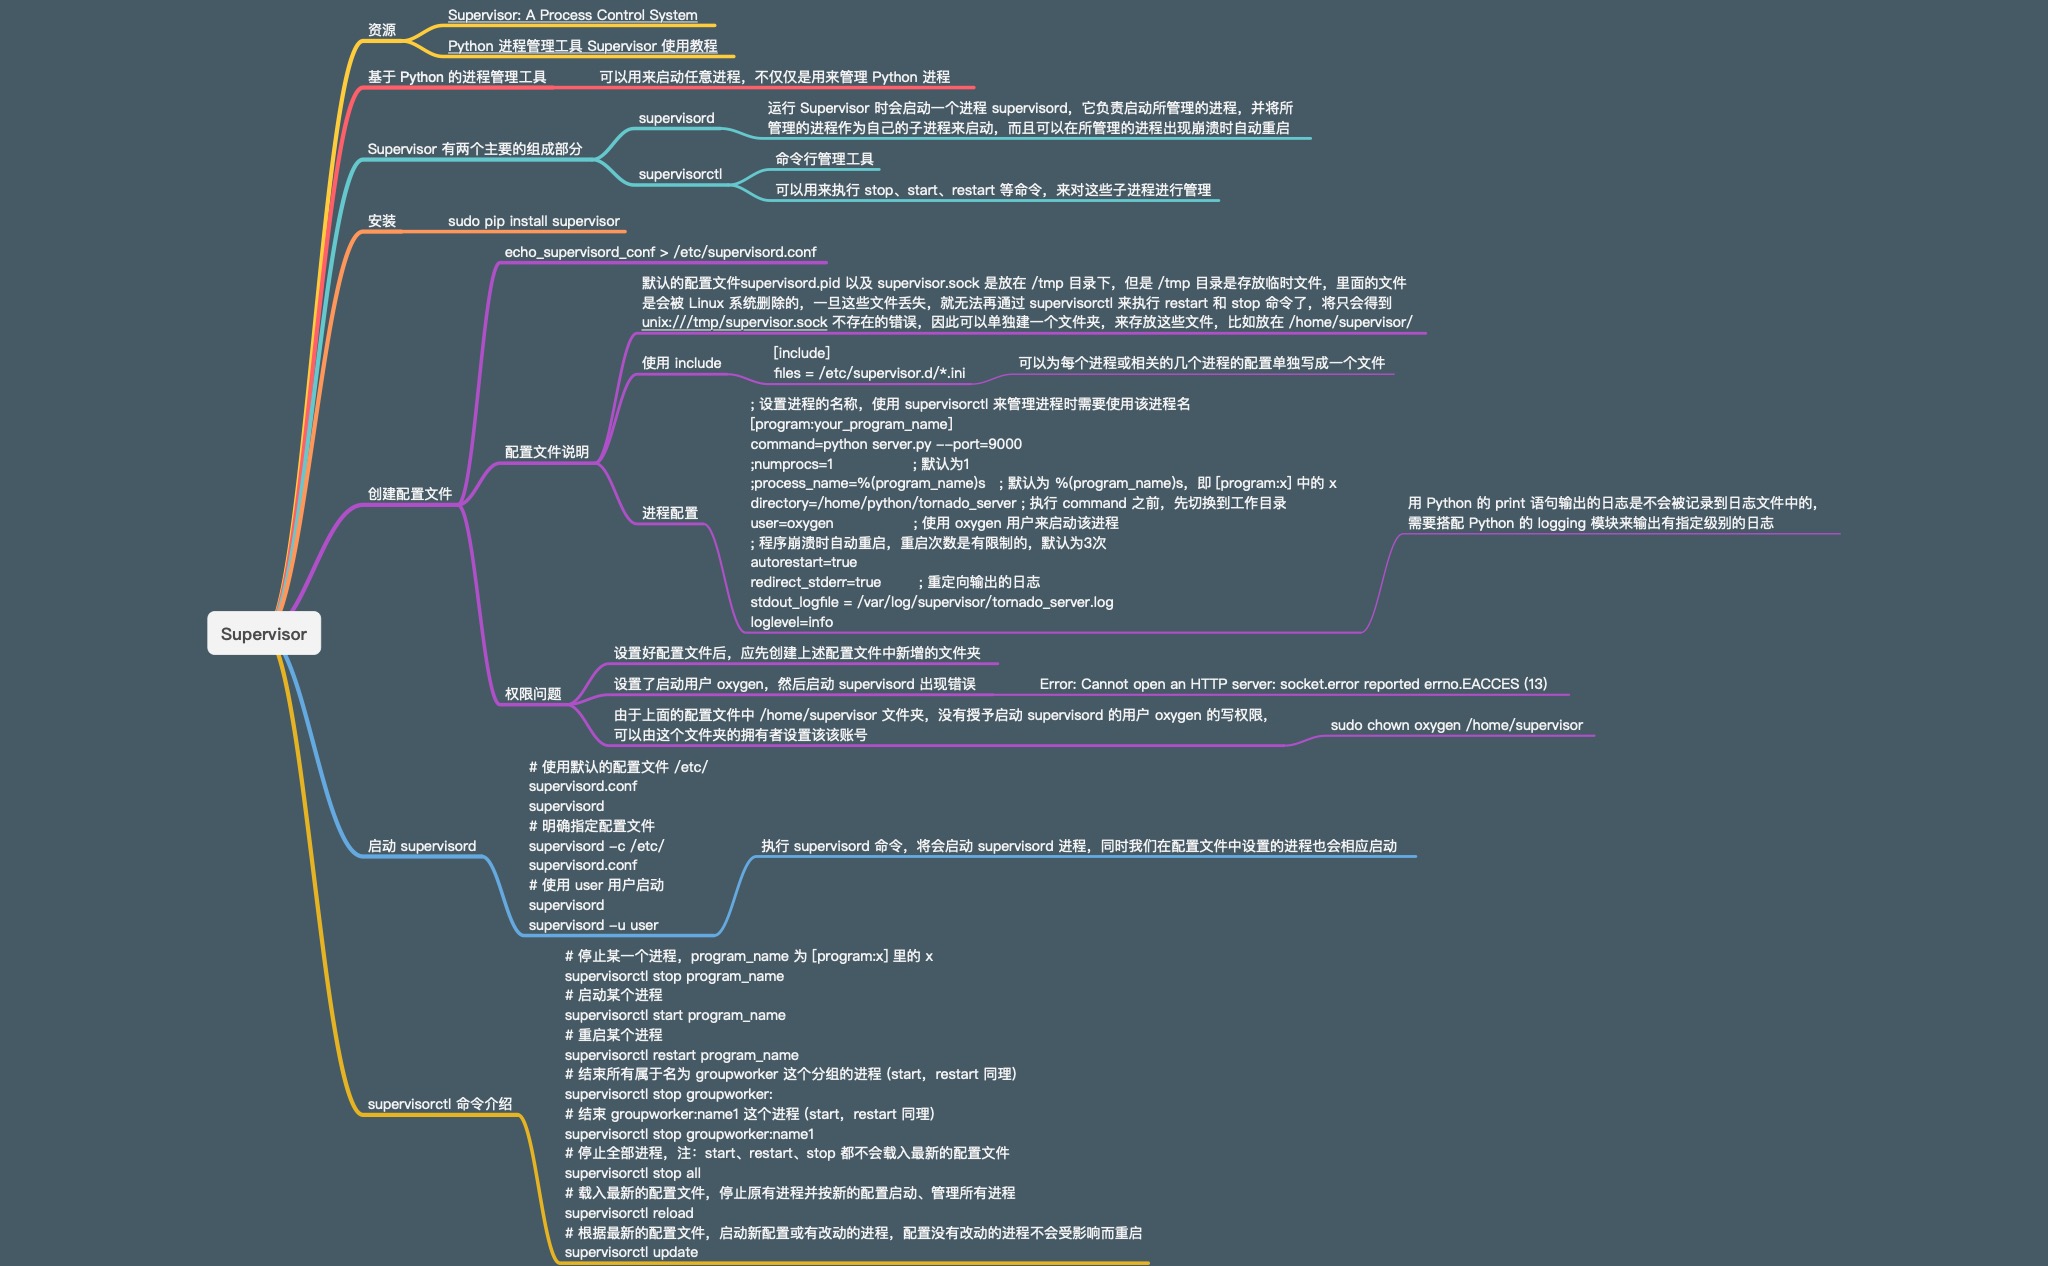 资源
Supervisor: A Process Control System
Python 进程管理工具 Supervisor 使用教程
基于 Python 的进程管理工具
可以用来启动任意进程，不仅仅是用来管理 Python 进程
Supervisor 有两个主要的组成部分
supervisord
运行 Supervisor 时会启动一个进程 supervisord，它负责启动所管理的进程，并将所
管理的进程作为自己的子进程来启动，而且可以在所管理的进程出现崩溃时自动重启
supervisorctl
命令行管理工具
可以用来执行 stop、start、restart 等命令，来对这些子进程进行管理
安装
sudo pip install supervisor
创建配置文件
echo_supervisord_conf > /etc/supervisord.conf
配置文件说明
默认的配置文件supervisord.pid 以及 supervisor.sock 是放在 /tmp 目录下，但是 /tmp 目录是存放临时文件，里面的文件
是会被 Linux 系统删除的，一旦这些文件丢失，就无法再通过 supervisorctl 来执行 restart 和 stop 命令了，将只会得到
unix:///tmp/supervisor.sock 不存在的错误，因此可以单独建一个文件夹，来存放这些文件，比如放在 /home/supervisor/
使用 include
[include]
files = /etc/supervisor.d/*.ini
可以为每个进程或相关的几个进程的配置单独写成一个文件
进程配置
; 设置进程的名称，使用 supervisorctl 来管理进程时需要使用该进程名
[program:your_program_name]
command=python server.py --port=9000
;numprocs=1 ; 默认为1
;process_name=%(program_name)s ; 默认为 %(program_name)s，即 [program:x] 中的 x
directory=/home/python/tornado_server ; 执行 command 之前，先切换到工作目录
user=oxygen ; 使用 oxygen 用户来启动该进程
; 程序崩溃时自动重启，重启次数是有限制的，默认为3次
autorestart=true
redirect_stderr=true ; 重定向输出的日志
stdout_logfile = /var/log/supervisor/tornado_server.log
loglevel=info
用 Python 的 print 语句输出的日志是不会被记录到日志文件中的，
需要搭配 Python 的 logging 模块来输出有指定级别的日志
权限问题
设置好配置文件后，应先创建上述配置文件中新增的文件夹
设置了启动用户 oxygen，然后启动 supervisord 出现错误
Error: Cannot open an HTTP server: socket.error reported errno.EACCES (13)
由于上面的配置文件中 /home/supervisor 文件夹，没有授予启动 supervisord 的用户 oxygen 的写权限，
可以由这个文件夹的拥有者设置该该账号
sudo chown oxygen /home/supervisor
Supervisor
启动 supervisord
# 使用默认的配置文件 /etc/
supervisord.conf
supervisord
# 明确指定配置文件
supervisord -c /etc/
supervisord.conf
# 使用 user 用户启动
supervisord
supervisord -u user
执行 supervisord 命令，将会启动 supervisord 进程，同时我们在配置文件中设置的进程也会相应启动
supervisorctl 命令介绍
# 停止某一个进程，program_name 为 [program:x] 里的 x
supervisorctl stop program_name
# 启动某个进程
supervisorctl start program_name
# 重启某个进程
supervisorctl restart program_name
# 结束所有属于名为 groupworker 这个分组的进程 (start，restart 同理)
supervisorctl stop groupworker:
# 结束 groupworker:name1 这个进程 (start，restart 同理)
supervisorctl stop groupworker:name1
# 停止全部进程，注：start、restart、stop 都不会载入最新的配置文件
supervisorctl stop all
# 载入最新的配置文件，停止原有进程并按新的配置启动、管理所有进程
supervisorctl reload
# 根据最新的配置文件，启动新配置或有改动的进程，配置没有改动的进程不会受影响而重启
supervisorctl update